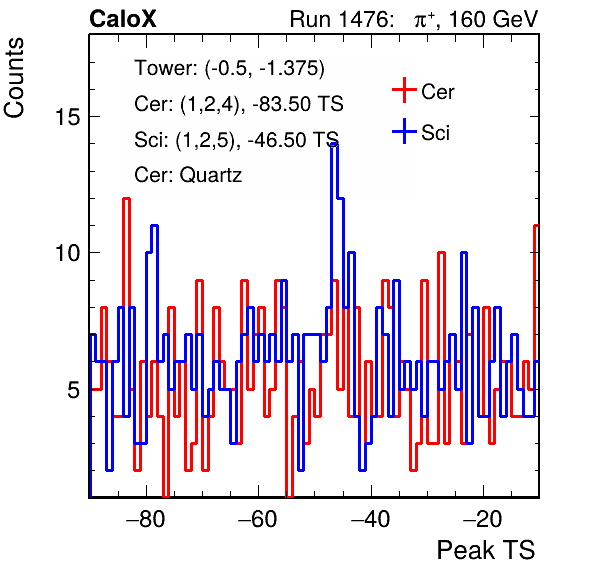 CaloX Run 1476: π⁺, 160 GeV
Counts
Tower: (-0.5, -1.375)
Cer: (1,2,4), -83.50 TS
Sci: (1,2,5), -46.50 TS
Cer: Quartz
Cer
Sci
15
10
5
−80 −60 −40 −20
Peak TS